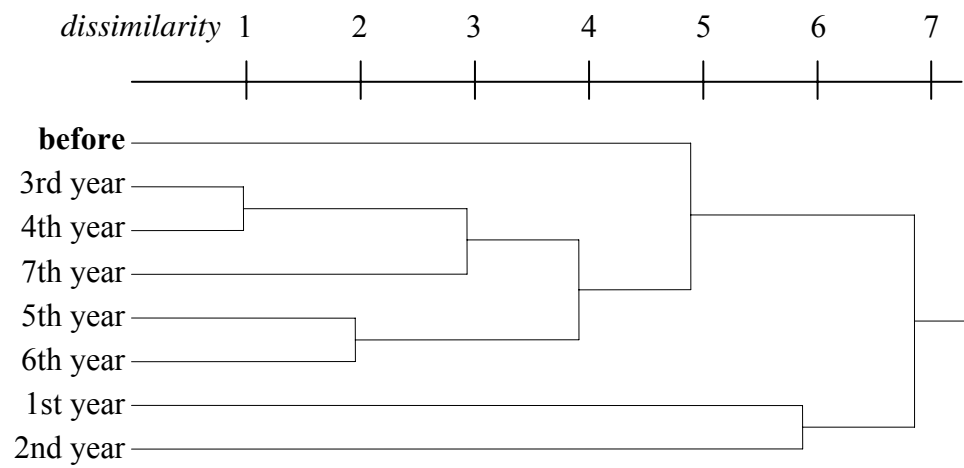 dissimilarity 1 2 3 4 5 6 7
before
3rd year
4th year
7th year
5th year
6th year
1st year
2nd year